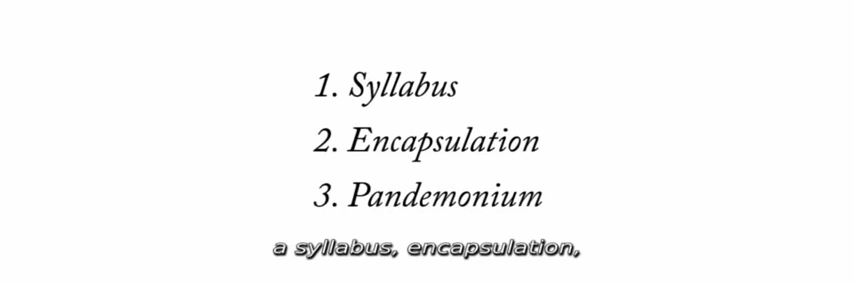 1. Syllabus
2. Encapsulation
3. Pandemonium
a syllabus, encapsulation,